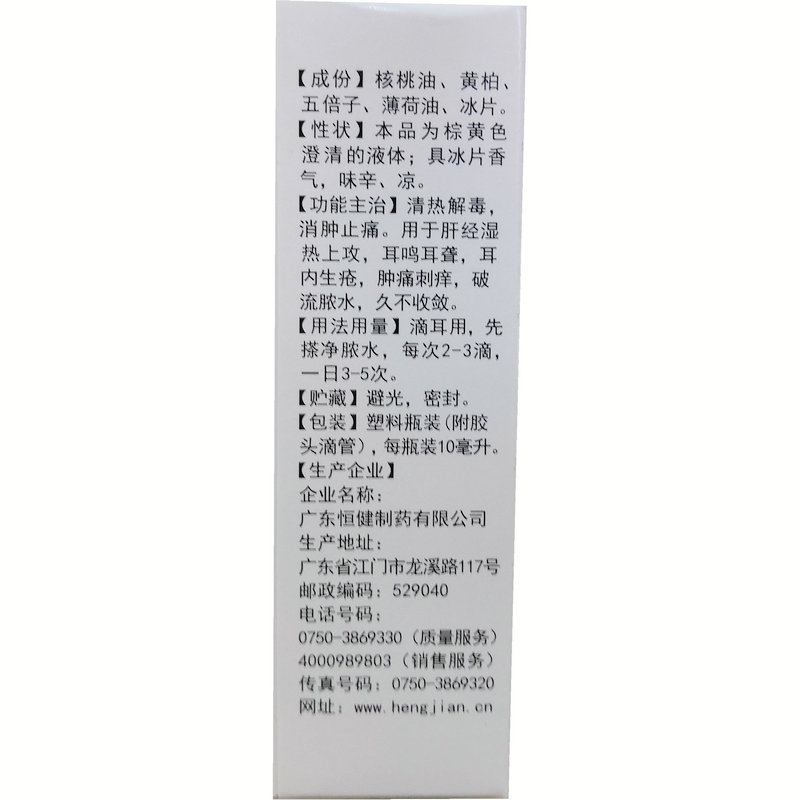 【成份】核桃油、黄柏、
五倍子、薄荷油、冰片。
【性状】本品为棕黄色
澄清的液体；具冰片香
气，味辛、凉。
【功能主治】清热解毒，
消肿止痛。用于肝经湿
热上攻，耳鸣耳聋，耳
内生疮，肿痛刺痒，破
流脓水，久不收敛。
【用法用量】滴耳用，先
搽净脓水，每次2-3滴，
一日3-5次。
【贮藏】避光，密封。
【包装】塑料瓶装(附胶
头滴管)，每瓶装10毫升。
【生产企业】
企业名称：
广东恒健制药有限公司
生产地址：
广东省江门市龙溪路117号
邮政编码：529040
电话号码：
0750-3869330（质量服务）
4000989803（销售服务）
传真号码：0750-3869320
网址：www.hengjian.cn